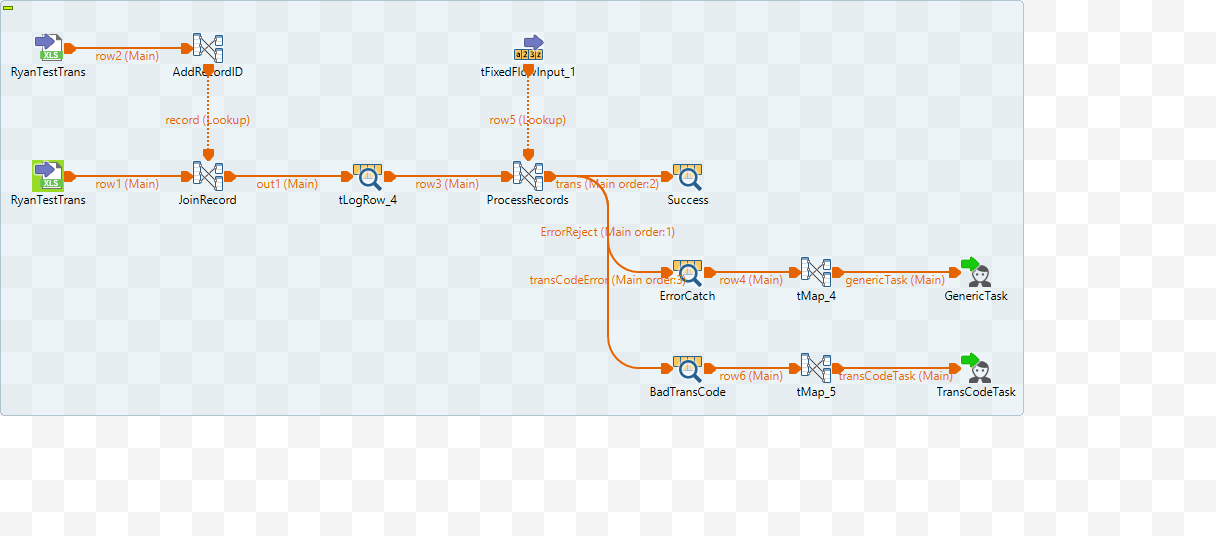 XLS
a23z
row2 (Main)
RyanTestTrans
AddRecordID
tFixedFlowInput_1
record (Lookup)
row5 (Lookup)
XLS
row1 (Main)
out1 (Main)
row3 (Main)
trans (Main order:2)
RyanTestTrans
JoinRecord
tLogRow_4
ProcessRecords
Success
ErrorReject (Main order:1)
transCodeError (Main order:3)
row4 (Main)
genericTask (Main)
ErrorCatch
tMap_4
GenericTask
row6 (Main)
transCodeTask (Main)
BadTransCode
tMap_5
TransCodeTask